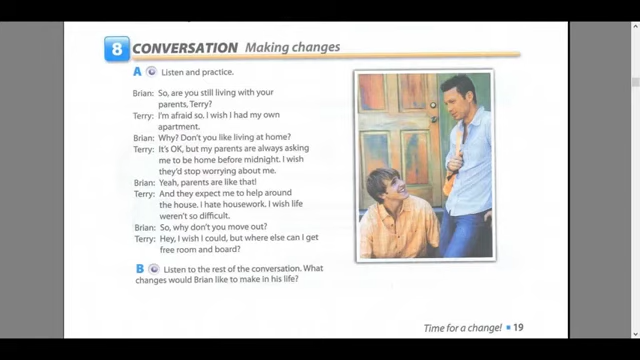 8 CONVERSATION Making changes
A Listen and practice.
Brian: So, are you still living with your
parents, Terry?
Terry: I'm afraid so. I wish I had my own
apartment.
Brian: Why? Don't you like living at home?
Terry: It's OK, but my parents are always asking
me to be home before midnight. I wish
they'd stop worrying about me.
Brian: Yeah, parents are like that!
Terry: And they expect me to help around
the house. I hate housework. I wish life
weren't so difficult.
Brian: So, why don't you move out?
Terry: Hey, I wish I could, but where else can I get
free room and board?
B Listen to the rest of the conversation. What
changes would Brian like to make in his life?
Time for a change! ■ 19